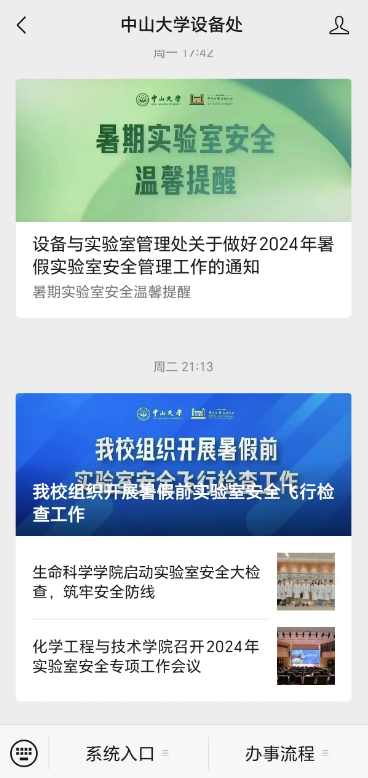 中山大学设备处
周一 17:42
中山大学
暑期实验室安全
温馨提醒
设备与实验室管理处关于做好2024年暑
假实验室安全管理工作的通知
暑期实验室安全温馨提醒
周二 21:13
中山大学
我校组织开展暑假前
实验室安全飞行检查工作
我校组织开展暑假前实验室安全飞行检
查工作
生命科学学院启动实验室安全大检
查，筑牢安全防线
化学工程与技术学院召开2024年
实验室安全专项工作会议
系统入口
办事流程